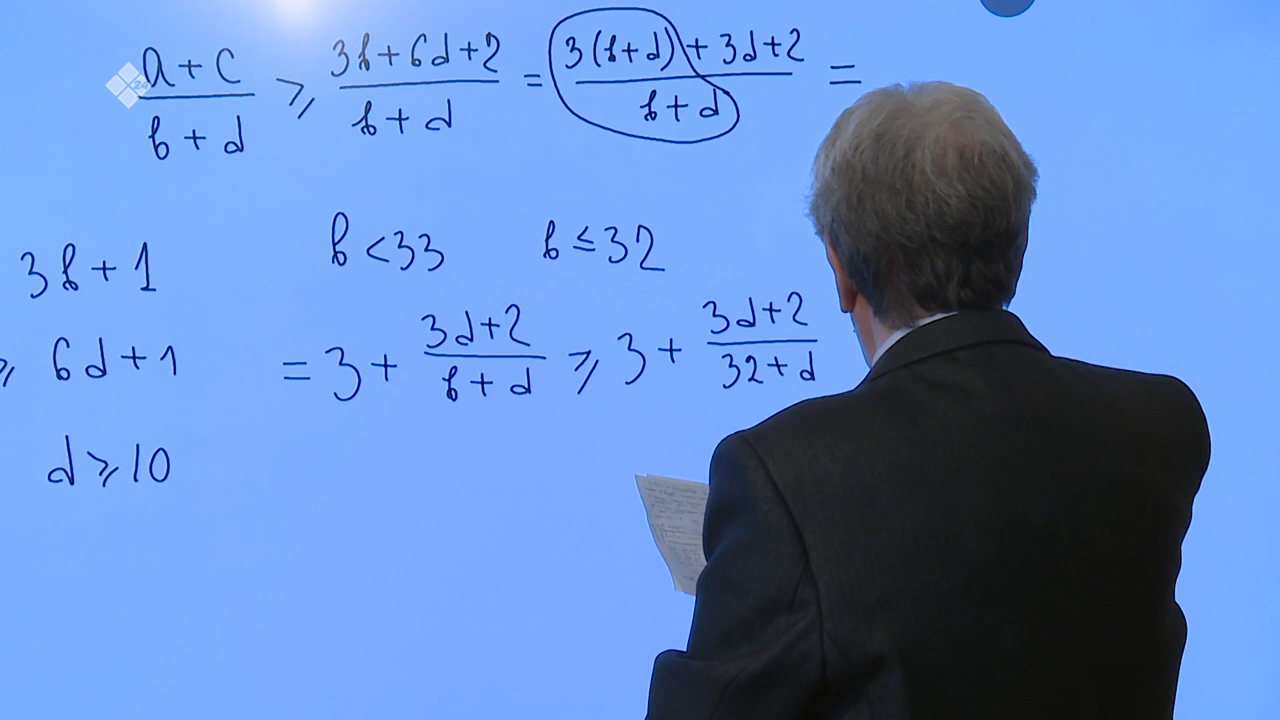 (a + c)/(b + d) ⩾ (3b + 6d + 2)/(b + d) = (3(b + d) + 3d + 2)/(b + d) =
b < 33 b ≤ 32
3b + 1
= 3 + (3d + 2)/(b + d) ⩾ 3 + (3d + 2)/(32 + d)
⩾ 6d + 1
d ⩾ 10